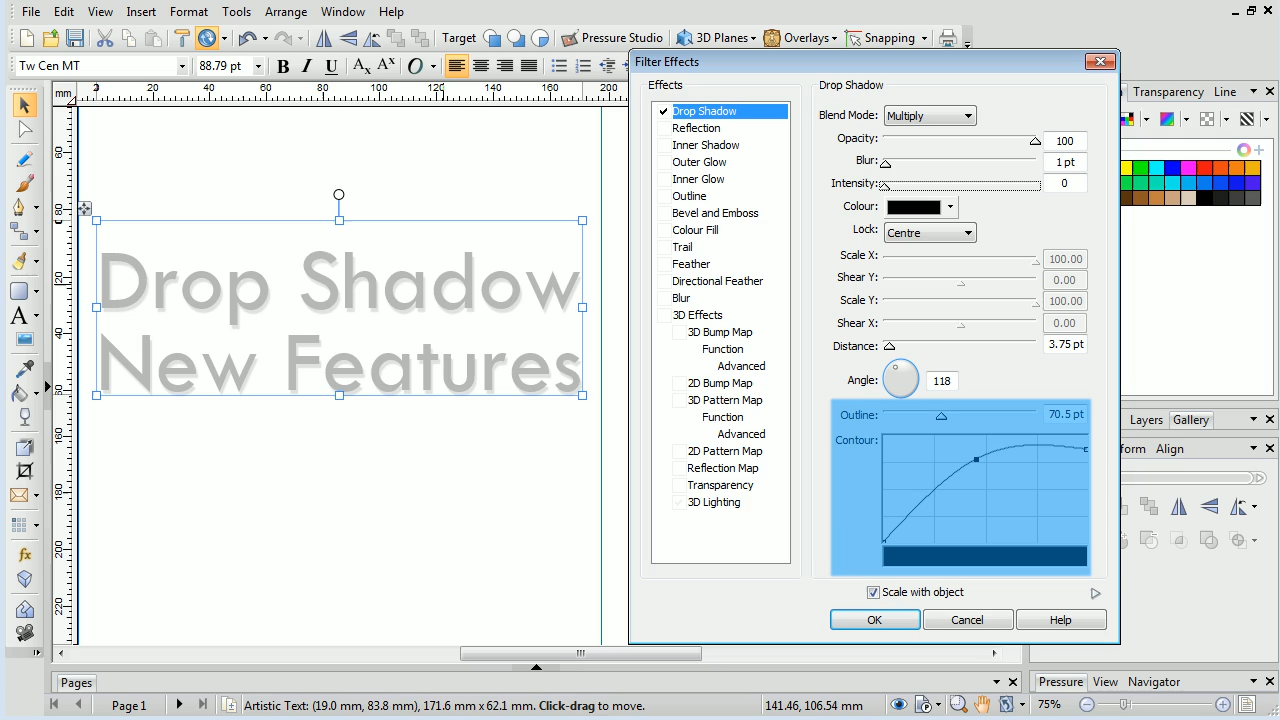 File Edit View Insert Format Tools Arrange Window Help
Target Pressure Studio 3D Planes Overlays Snapping
Tw Cen MT 88.79 pt B I U
mm 0 20 40 60 80 100 120 140 160 180 200
Filter Effects
Effects
Drop Shadow
Reflection
Inner Shadow
Outer Glow
Inner Glow
Outline
Bevel and Emboss
Colour Fill
Trail
Feather
Directional Feather
Blur
3D Effects
3D Bump Map
Function
Advanced
2D Bump Map
3D Pattern Map
Function
Advanced
2D Pattern Map
Reflection Map
Transparency
3D Lighting
Drop Shadow
Blend Mode: Multiply
Opacity: 100
Blur: 1 pt
Intensity: 0
Colour:
Lock: Centre
Scale X: 100.00
Shear Y: 0.00
Scale Y: 100.00
Shear X: 0.00
Distance: 3.75 pt
Angle: 118
Outline: 70.5 pt
Contour:
Scale with object
OK Cancel Help
Drop Shadow
New Features
Transparency Line
Layers Gallery
form Align
Pages
Pressure View Navigator
Page 1
Artistic Text: (19.0 mm, 83.8 mm), 171.6 mm x 62.1 mm. Click-drag to move.
141.46, 106.54 mm
75%